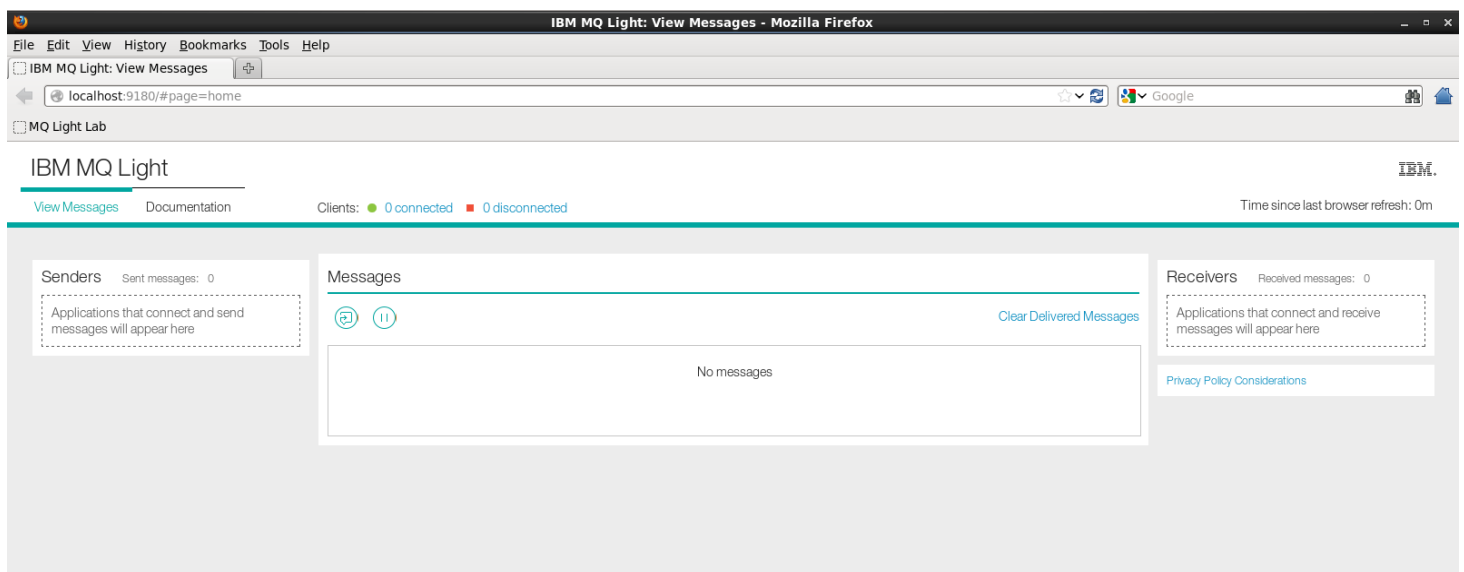 IBM MQ Light: View Messages - Mozilla Firefox
File Edit View History Bookmarks Tools Help
IBM MQ Light: View Messages
localhost:9180/#page=home
Google
MQ Light Lab
IBM MQ Light
IBM.
View Messages Documentation Clients: 0 connected 0 disconnected Time since last browser refresh: 0m
Senders Sent messages: 0
Applications that connect and send
messages will appear here
Messages
Clear Delivered Messages
No messages
Receivers Received messages: 0
Applications that connect and receive
messages will appear here
Privacy Policy Considerations